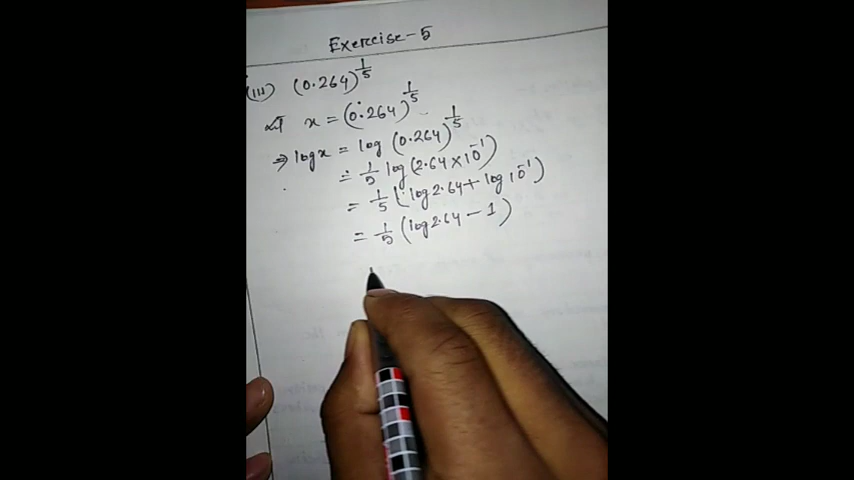 Exercise-5
(III) (0.264)^{1/5}
let x = (0.264)^{1/5}
⇒ log x = log (0.264)^{1/5}
= 1/5 log (2.64 × 10^{-1})
= 1/5 (log 2.64 + log 10^{-1})
= 1/5 (log 2.64 - 1)